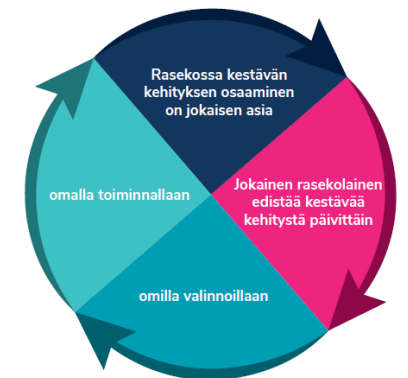 Rasekossa kestävän
kehityksen osaaminen
on jokaisen asia
Jokainen rasekolainen
edistää kestävää
kehitystä päivittäin
omilla valinnoillaan
omalla toiminnallaan